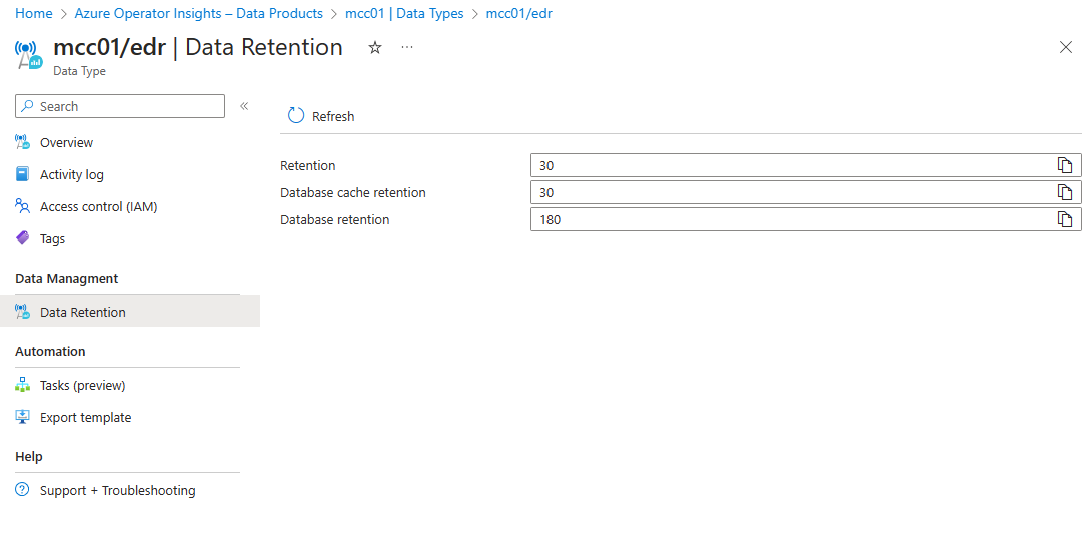 Home > Azure Operator Insights – Data Products > mcc01 | Data Types > mcc01/edr
mcc01/edr | Data Retention
Data Type
Search
Refresh
Overview
Activity log
Access control (IAM)
Tags
Data Managment
Data Retention
Automation
Tasks (preview)
Export template
Help
Support + Troubleshooting
Retention 30
Database cache retention 30
Database retention 180